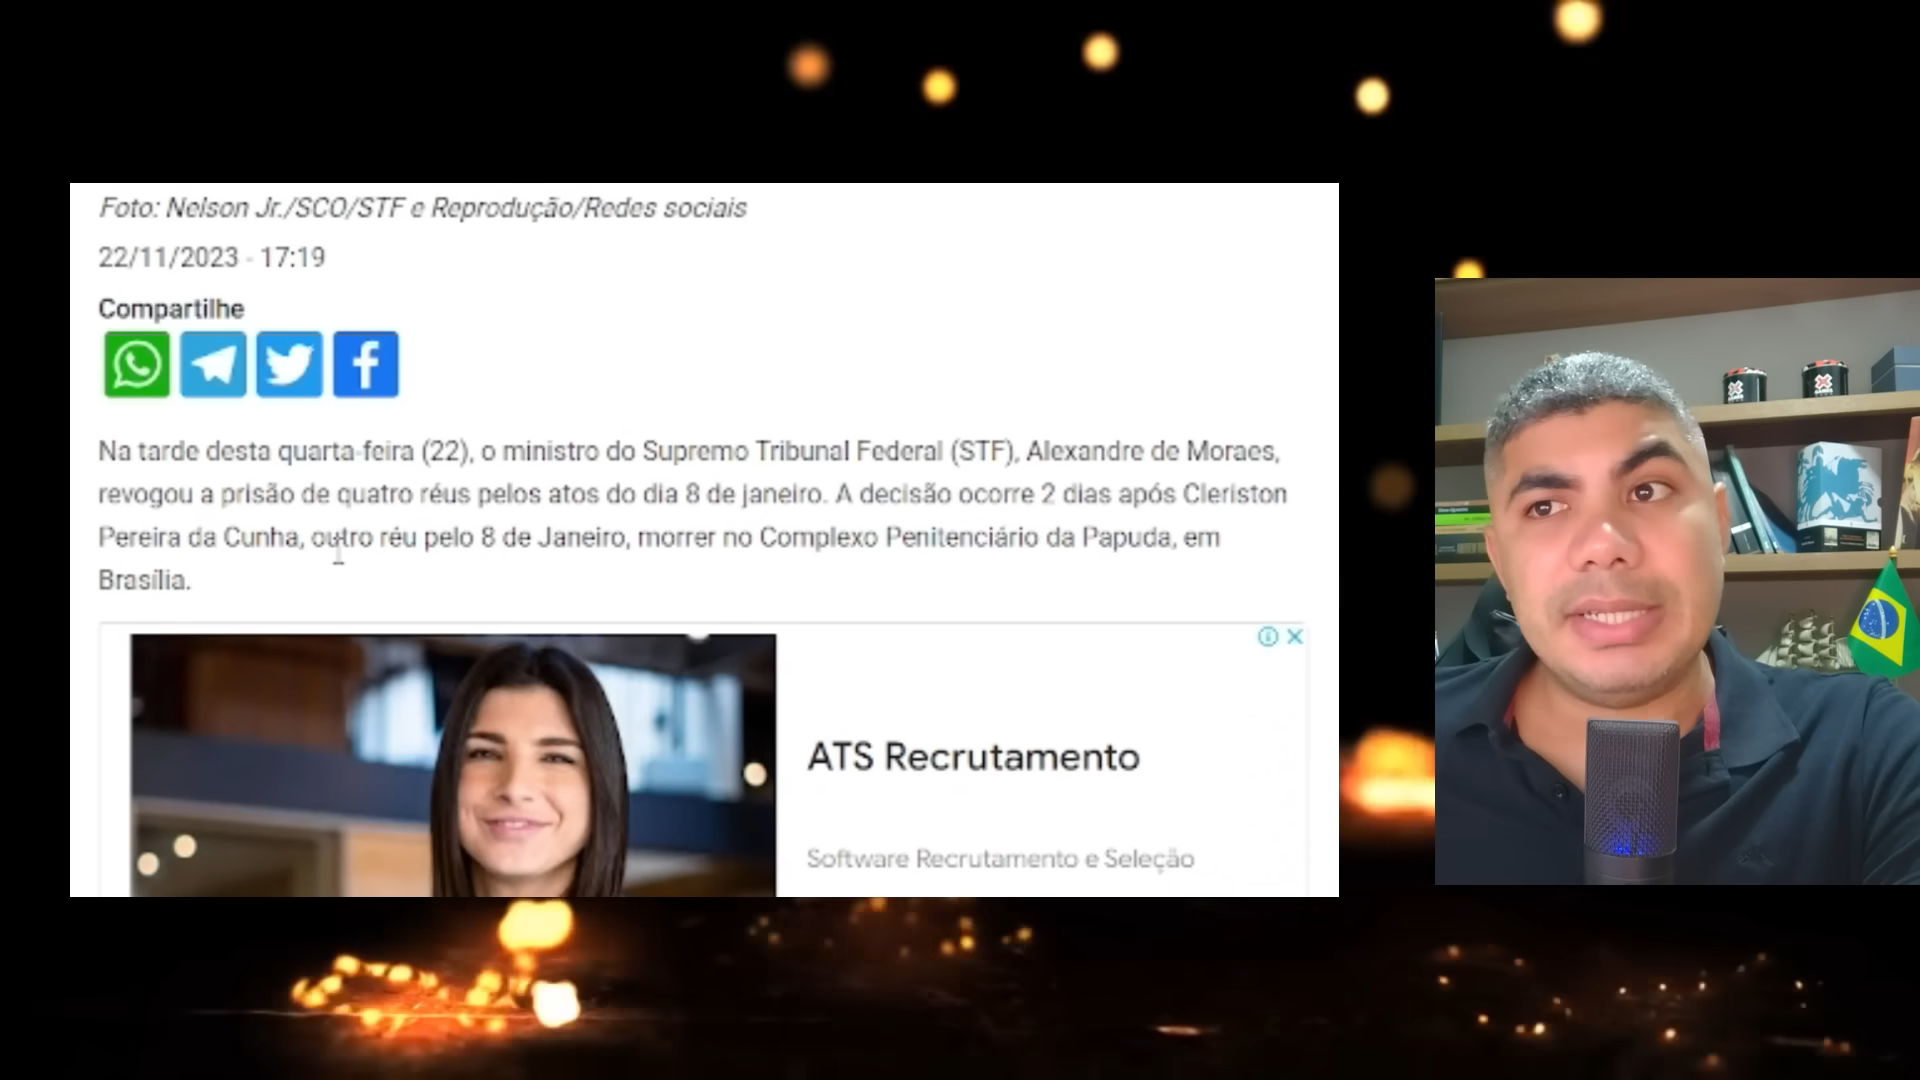 Foto: Nelson Jr./SCO/STF e Reprodução/Redes sociais
22/11/2023 - 17:19
Compartilhe
Na tarde desta quarta-feira (22), o ministro do Supremo Tribunal Federal (STF), Alexandre de Moraes,
revogou a prisão de quatro réus pelos atos do dia 8 de janeiro. A decisão ocorre 2 dias após Cleriston
Pereira da Cunha, outro réu pelo 8 de Janeiro, morrer no Complexo Penitenciário da Papuda, em
Brasília.
ATS Recrutamento
Software Recrutamento e Seleção